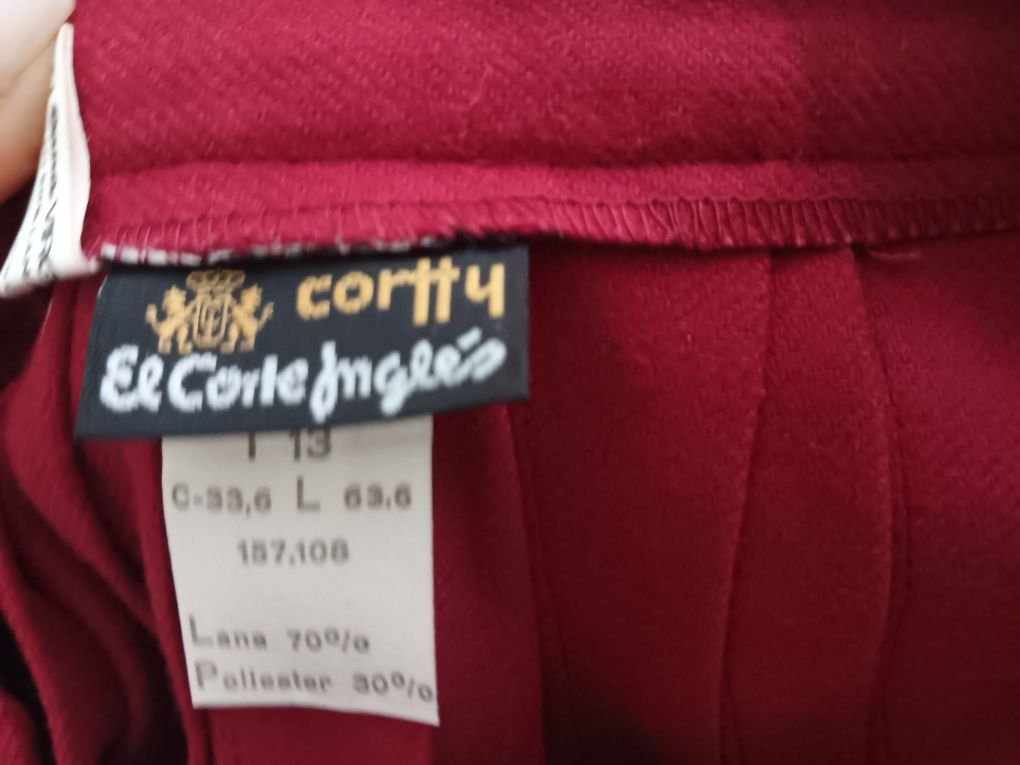 cortty
El Corte Inglés
T 13
C-33,6 L 63,6
157.108
Lana 70%
Poliester 30%